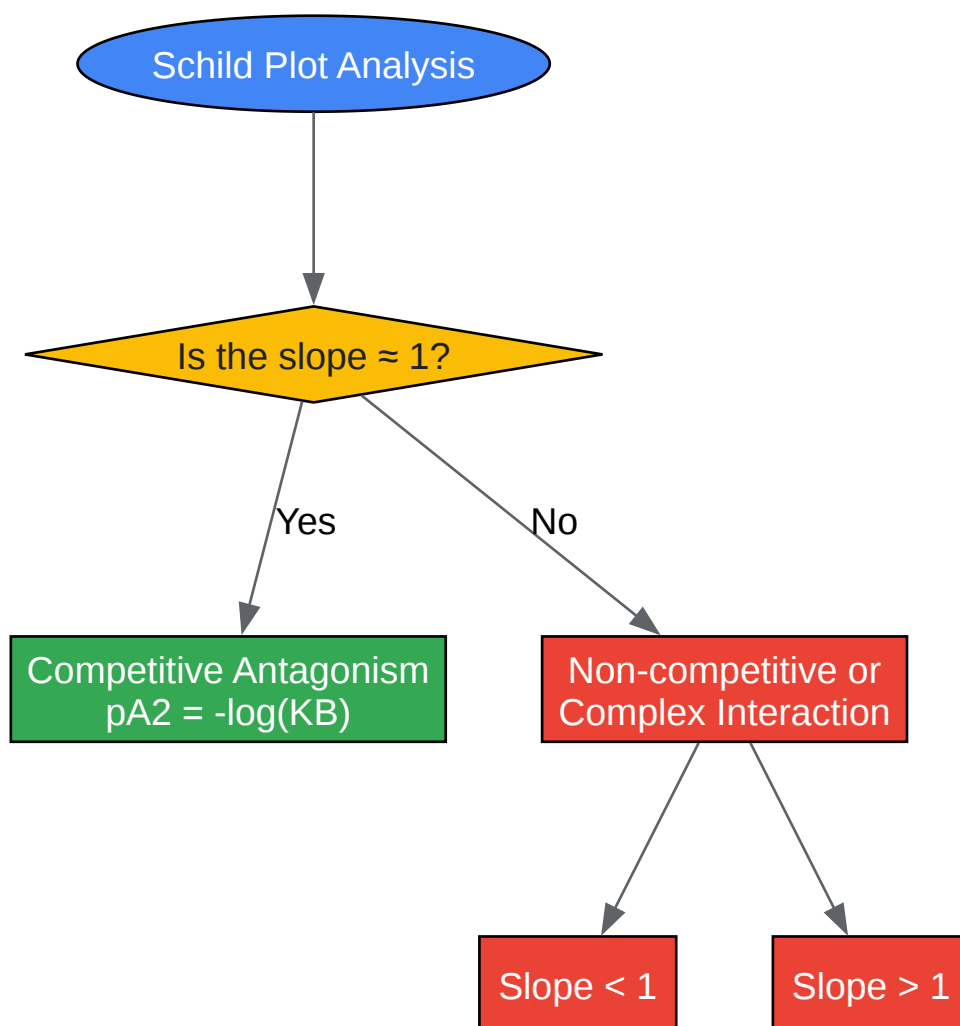 Schild Plot Analysis
Is the slope ≈ 1?
Yes
No
Competitive Antagonism
pA2 = -log(KB)
Non-competitive or
Complex Interaction
Slope < 1
Slope > 1